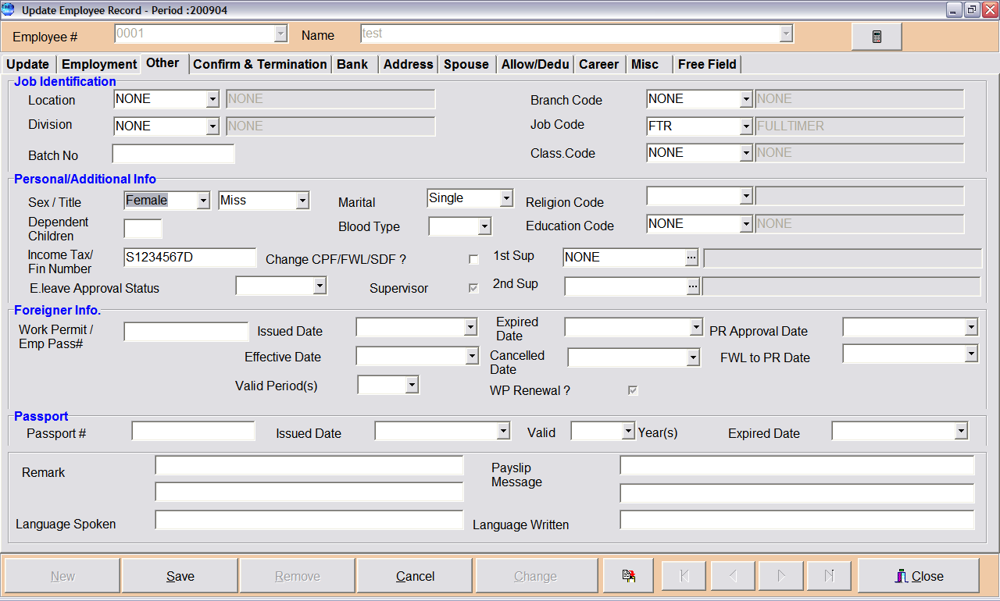 Update Employee Record - Period :200904
Employee # 0001 Name test
Update Employment Other Confirm & Termination Bank Address Spouse Allow/Dedu Career Misc Free Field
Job Identification
Location NONE NONE Branch Code NONE NONE
Division NONE NONE Job Code FTR FULLTIMER
Batch No Class.Code NONE NONE
Personal/Additional Info
Sex / Title Female Miss Marital Single Religion Code
Dependent
Children Blood Type Education Code NONE NONE
Income Tax/
Fin Number S1234567D Change CPF/FWL/SDF ? 1st Sup NONE ...
E.leave Approval Status Supervisor 2nd Sup ...
Foreigner Info.
Work Permit /
Emp Pass# Issued Date Expired
Date PR Approval Date
Effective Date Cancelled
Date FWL to PR Date
Valid Period(s) WP Renewal ?
Passport
Passport # Issued Date Valid Year(s) Expired Date
Remark Payslip
Message
Language Spoken Language Written
New Save Remove Cancel Change Close